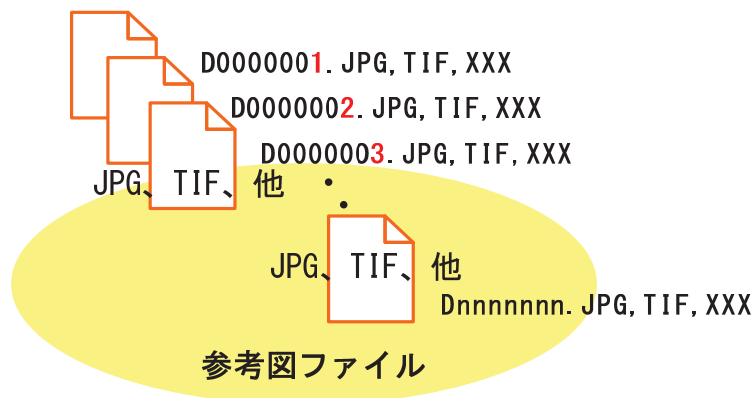 D0000001.JPG,TIF,XXX
D0000002.JPG,TIF,XXX
D0000003.JPG,TIF,XXX
JPG、TIF、他
JPG、TIF、他
Dnnnnnnn.JPG,TIF,XXX
参考図ファイル